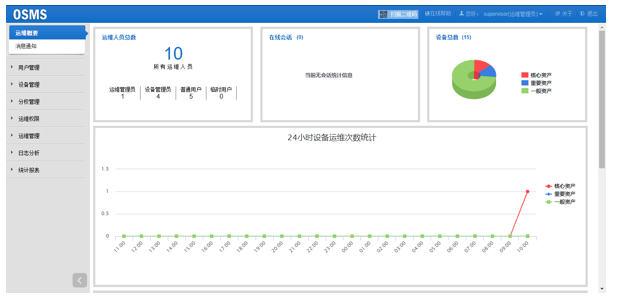 OSMS
扫描二维码 在线帮助 您好: supervisor(运维管理员) 关于 退出
运维概要
消息通知
用户管理
设备管理
分权管理
运维权限
运维管理
日志分析
统计报表
运维人员总数
10
所有运维人员
运维管理员 设备管理员 普通用户 临时用户
1 4 5 0
在线会话 (0)
当前无会话统计信息
设备总数 (15)
核心资产
重要资产
一般资产
24小时设备运维次数统计
1.5
1
0.5
0
11:00 12:00 13:00 14:00 15:00 16:00 17:00 18:00 19:00 20:00 21:00 22:00 23:00 00:00 01:00 02:00 03:00 04:00 05:00 06:00 07:00 08:00 09:00 10:00
核心资产
重要资产
一般资产